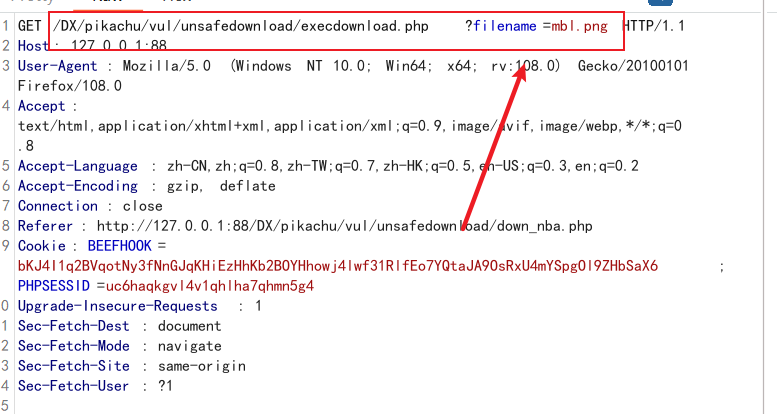 1 GET /DX/pikachu/vul/unsafedownload/execdownload.php ?filename =mbl.png HTTP/1.1
2 Host : 127.0.0.1:88
3 User-Agent : Mozilla/5.0 (Windows NT 10.0; Win64; x64; rv:108.0) Gecko/20100101
Firefox/108.0
4 Accept :
text/html,application/xhtml+xml,application/xml;q=0.9,image/avif,image/webp,*/*;q=0
.8
5 Accept-Language : zh-CN,zh;q=0.8,zh-TW;q=0.7,zh-HK;q=0.5,en-US;q=0.3,en;q=0.2
6 Accept-Encoding : gzip, deflate
7 Connection : close
8 Referer : http://127.0.0.1:88/DX/pikachu/vul/unsafedownload/down_nba.php
9 Cookie : BEEFHOOK =
bKJ4l1q2BVqotNy3fNnGJqKHiEzHhKb2BOYHhowj4lwf31RlfEo7YQtaJA9OsRxU4mYSpgOl9ZHbSaX6 ;
PHPSESSID =uc6haqkgvl4v1qhlha7qhmn5g4
0 Upgrade-Insecure-Requests : 1
1 Sec-Fetch-Dest : document
2 Sec-Fetch-Mode : navigate
3 Sec-Fetch-Site : same-origin
4 Sec-Fetch-User : ?1
5